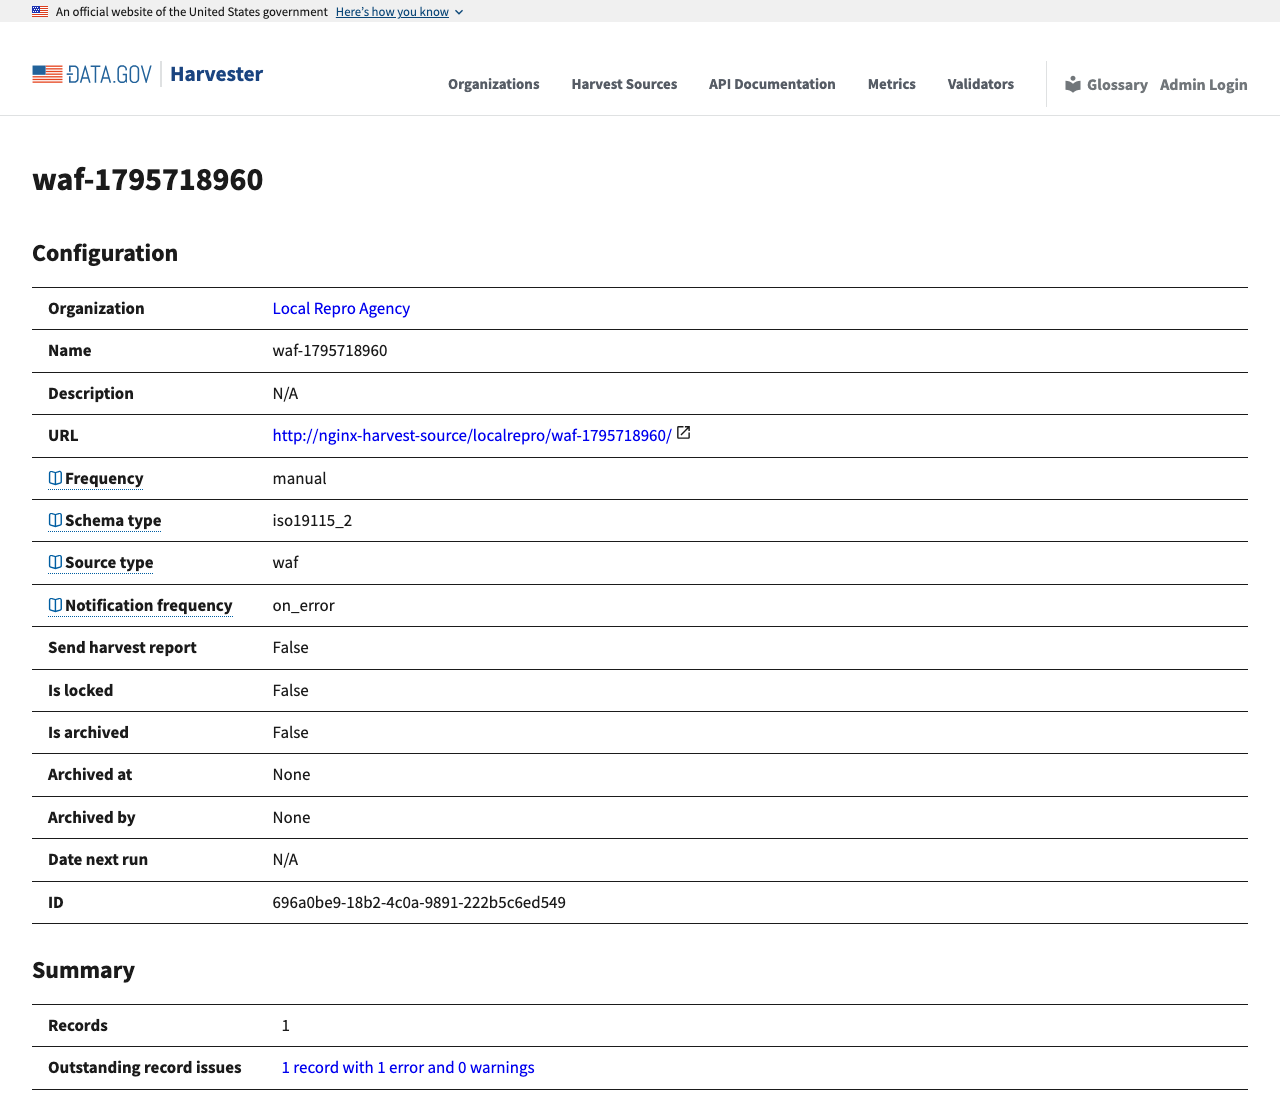 An official website of the United States government Here's how you know
DATA.GOV Harvester
Organizations Harvest Sources API Documentation Metrics Validators Glossary Admin Login
waf-1795718960
Configuration
Organization Local Repro Agency
Name waf-1795718960
Description N/A
URL http://nginx-harvest-source/localrepro/waf-1795718960/
Frequency manual
Schema type iso19115_2
Source type waf
Notification frequency on_error
Send harvest report False
Is locked False
Is archived False
Archived at None
Archived by None
Date next run N/A
ID 696a0be9-18b2-4c0a-9891-222b5c6ed549
Summary
Records 1
Outstanding record issues 1 record with 1 error and 0 warnings